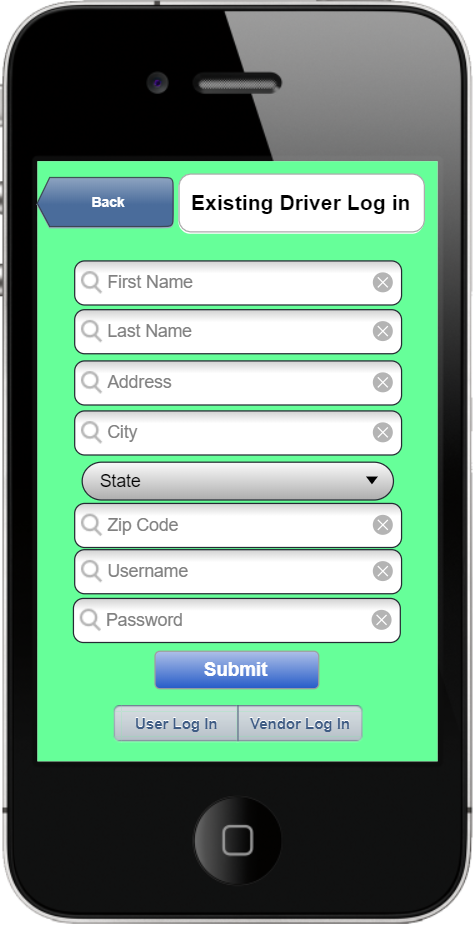 Back
Existing Driver Log in
First Name
Last Name
Address
City
State
Zip Code
Username
Password
Submit
User Log In
Vendor Log In